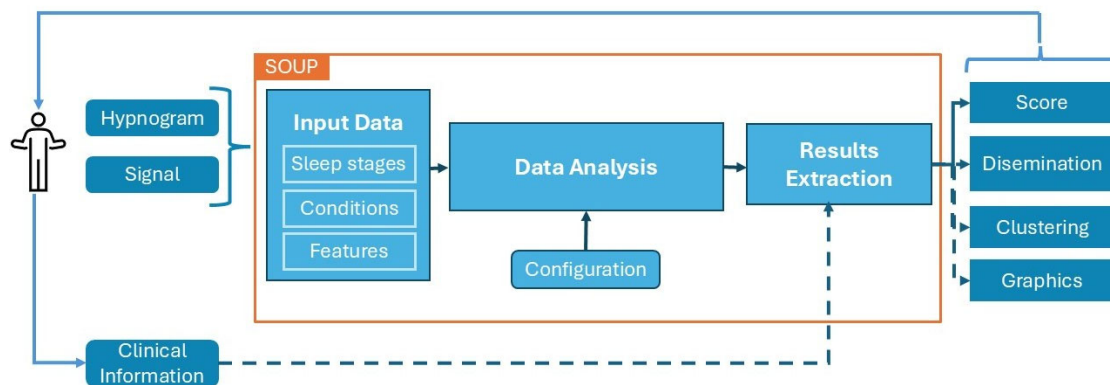 SOUP
Hypnogram
Signal
Input Data
Sleep stages
Conditions
Features
Data Analysis
Configuration
Results
Extraction
Score
Disemination
Clustering
Graphics
Clinical
Information